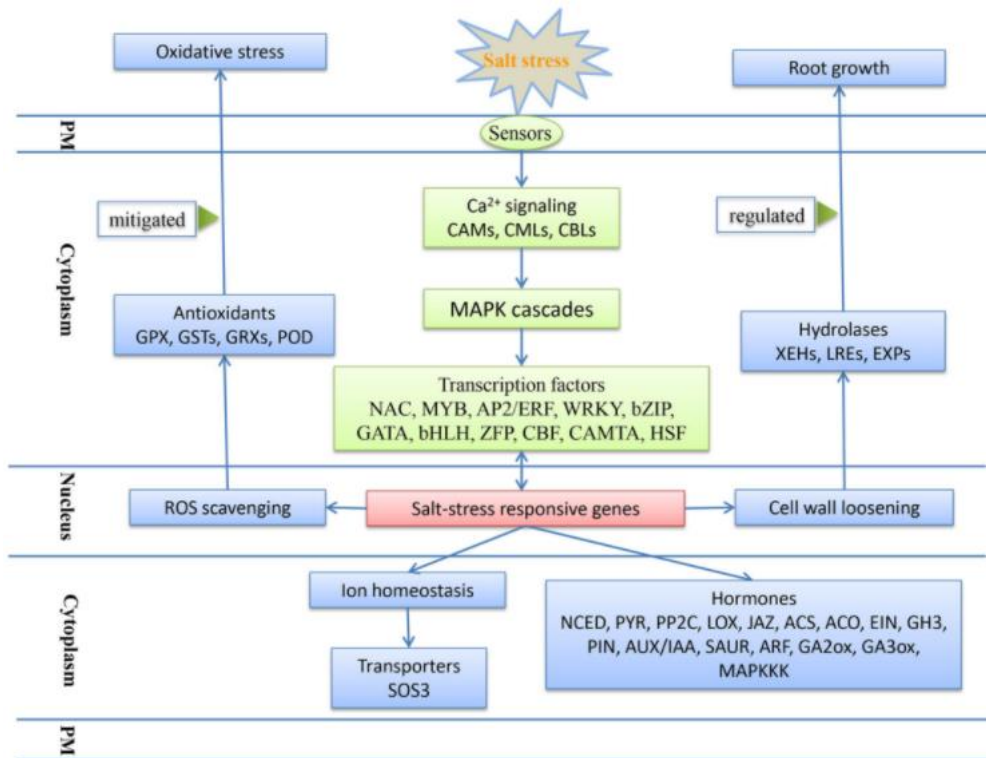 Oxidative stress
Salt stress
Root growth
PM
Sensors
Cytoplasm
mitigated
Ca²⁺ signaling
CAMs, CMLs, CBLs
regulated
MAPK cascades
Antioxidants
GPX, GSTs, GRXs, POD
Hydrolases
XEHs, LREs, EXPs
Transcription factors
NAC, MYB, AP2/ERF, WRKY, bZIP,
GATA, bHLH, ZFP, CBF, CAMTA, HSF
Nucleus
ROS scavenging
Salt-stress responsive genes
Cell wall loosening
Cytoplasm
Ion homeostasis
Transporters
SOS3
Hormones
NCED, PYR, PP2C, LOX, JAZ, ACS, ACO, EIN, GH3,
PIN, AUX/IAA, SAUR, ARF, GA2ox, GA3ox,
MAPKKK
PM